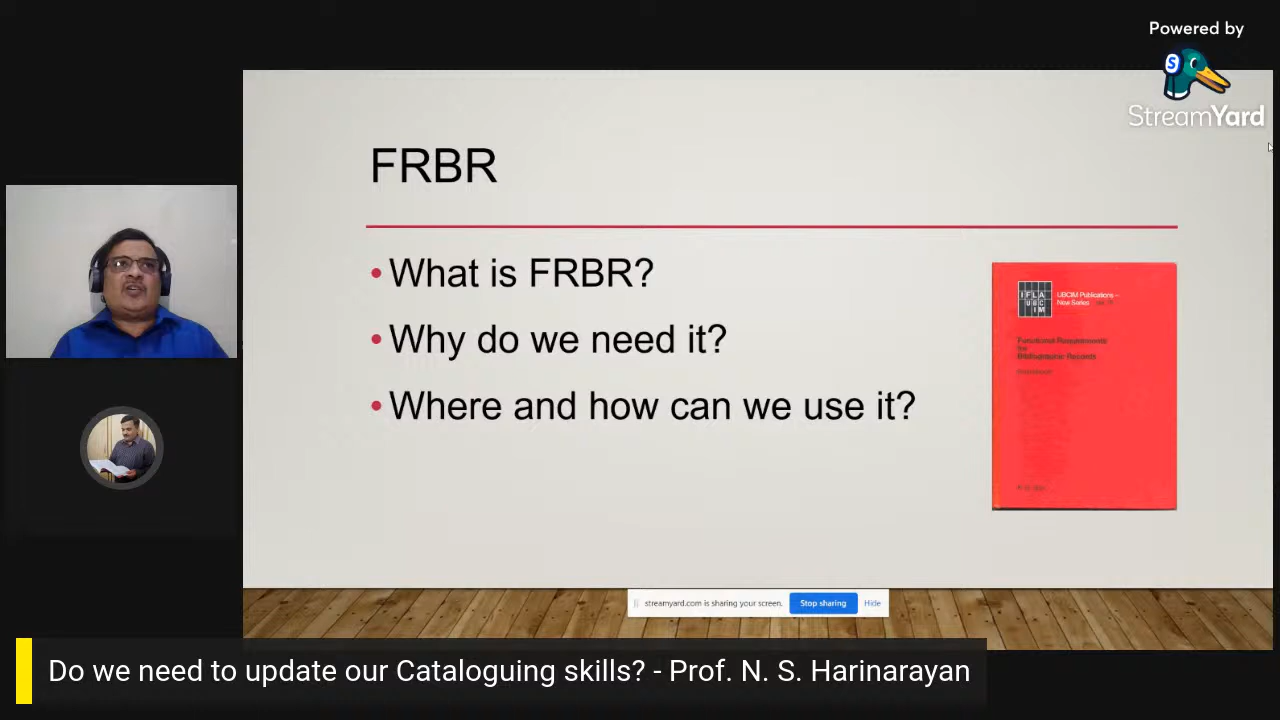 Powered by
StreamYard
FRBR
• What is FRBR?
• Why do we need it?
• Where and how can we use it?
IFLA
UBC
IM
UBCIM Publications –
New Series
Functional Requirements
for
Bibliographic Records
streamyard.com is sharing your screen.
Stop sharing
Hide
Do we need to update our Cataloguing skills? - Prof. N. S. Harinarayan